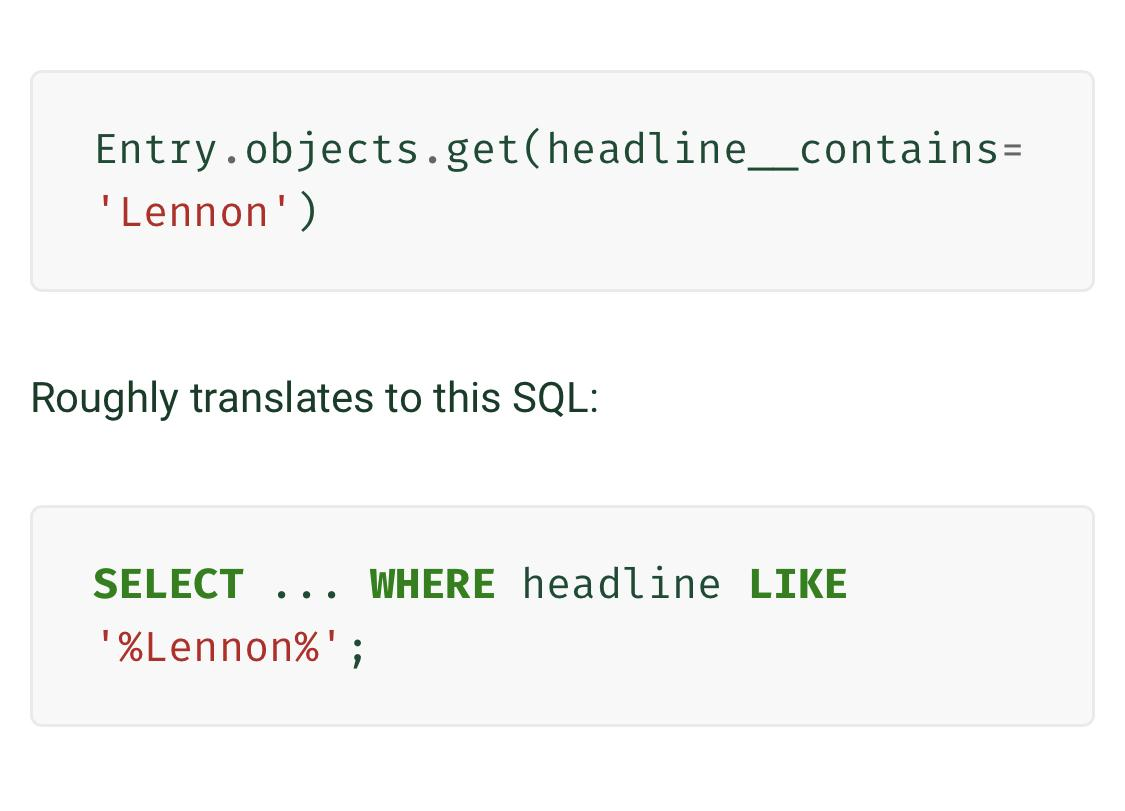 Entry.objects.get(headline__contains=
'Lennon')
Roughly translates to this SQL:
SELECT ... WHERE headline LIKE
'%Lennon%';